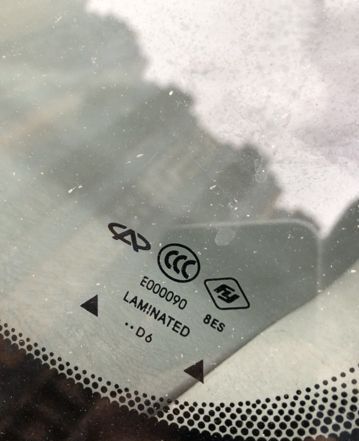 CCC
E000090
LAMINATED 8ES
··D6